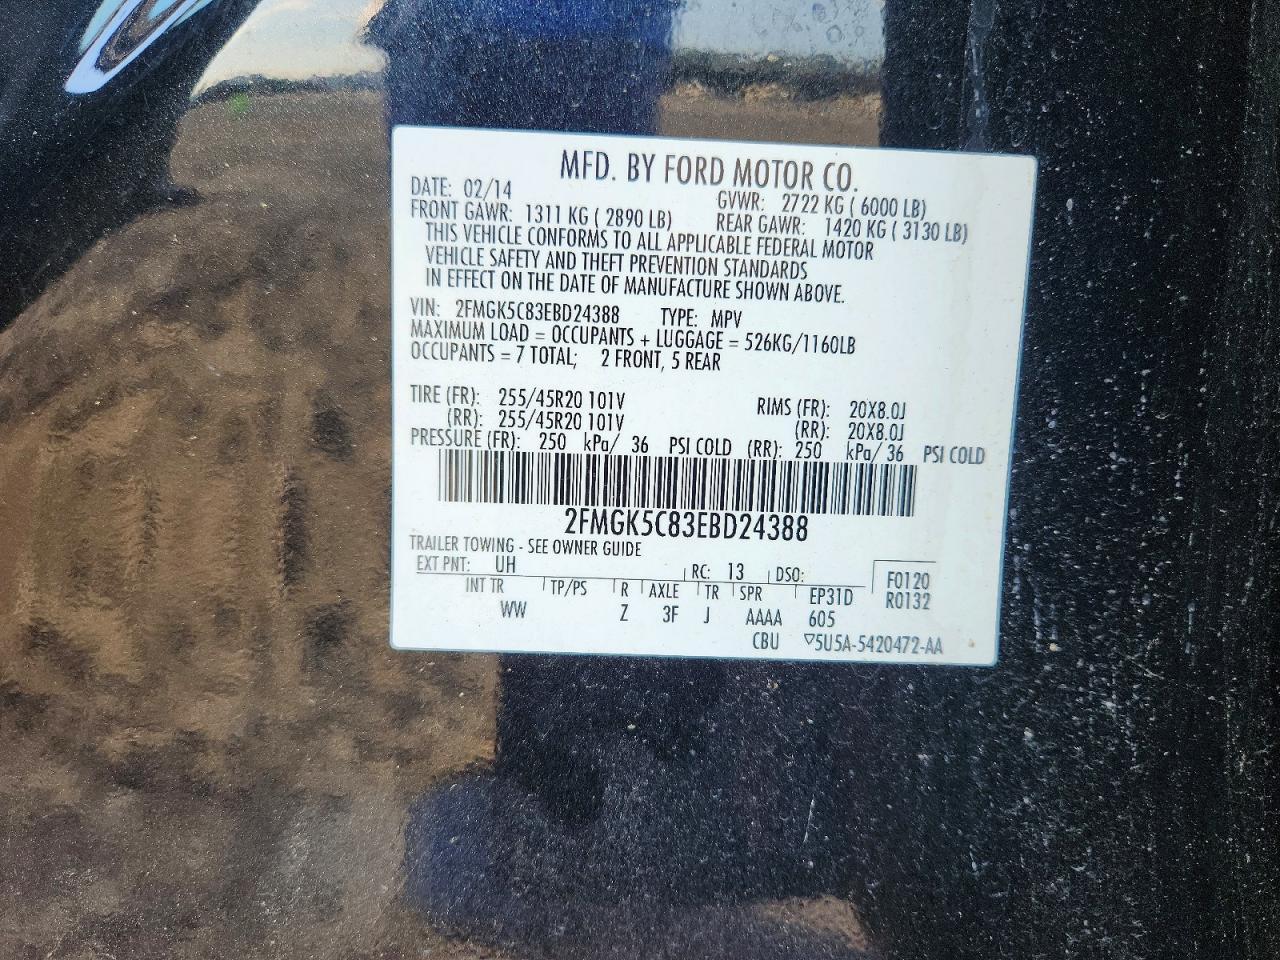 MFD. BY FORD MOTOR CO.
DATE: 02/14 GVWR: 2722 KG ( 6000 LB)
FRONT GAWR: 1311 KG ( 2890 LB) REAR GAWR: 1420 KG ( 3130 LB)
THIS VEHICLE CONFORMS TO ALL APPLICABLE FEDERAL MOTOR
VEHICLE SAFETY AND THEFT PREVENTION STANDARDS
IN EFFECT ON THE DATE OF MANUFACTURE SHOWN ABOVE.
VIN: 2FMGK5C83EBD24388 TYPE: MPV
MAXIMUM LOAD = OCCUPANTS + LUGGAGE = 526KG/1160LB
OCCUPANTS = 7 TOTAL; 2 FRONT, 5 REAR
TIRE (FR): 255/45R20 101V RIMS (FR): 20X8.0J
(RR): 255/45R20 101V (RR): 20X8.0J
PRESSURE (FR): 250 kPa/ 36 PSI COLD (RR): 250 kPa/ 36 PSI COLD
2FMGK5C83EBD24388
TRAILER TOWING - SEE OWNER GUIDE
EXT PNT: UH RC: 13 DSO: F0120
INT TR TP/PS R AXLE TR SPR EP31D R0132
WW Z 3F J AAAA 605
CBU ▽5U5A-5420472-AA